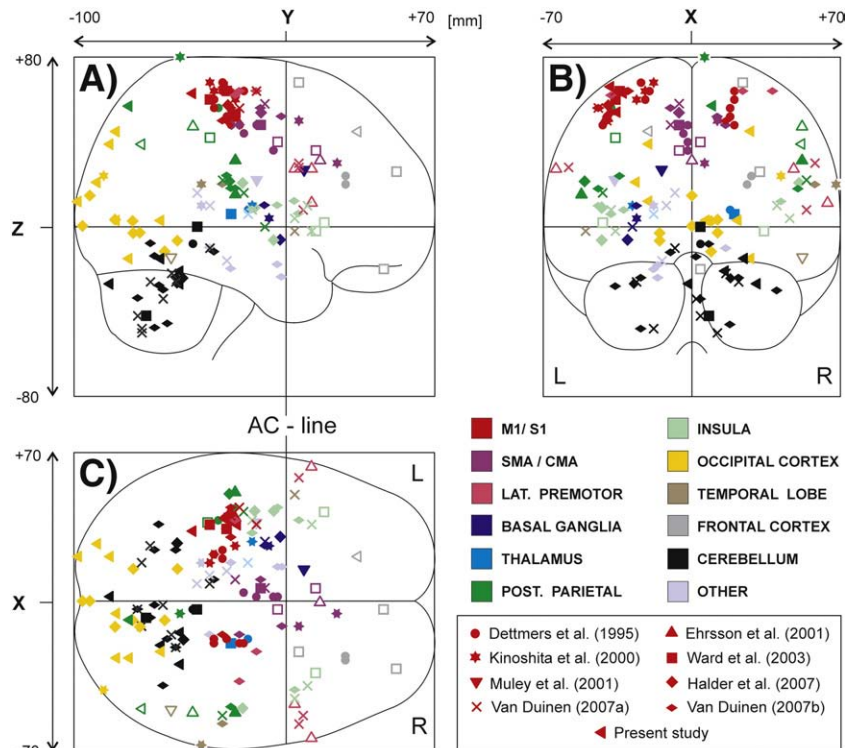 -100 Y +70 [mm] -70 X +70
+80
A) B)
Z
L R
-80
AC - line
+70 L
C)
X
R
M1/ S1
SMA / CMA
LAT. PREMOTOR
BASAL GANGLIA
THALAMUS
POST. PARIETAL
INSULA
OCCIPITAL CORTEX
TEMPORAL LOBE
FRONTAL CORTEX
CEREBELLUM
OTHER
Dettmers et al. (1995) Ehrsson et al. (2001)
Kinoshita et al. (2000) Ward et al. (2003)
Muley et al. (2001) Halder et al. (2007)
Van Duinen (2007a) Van Duinen (2007b)
Present study